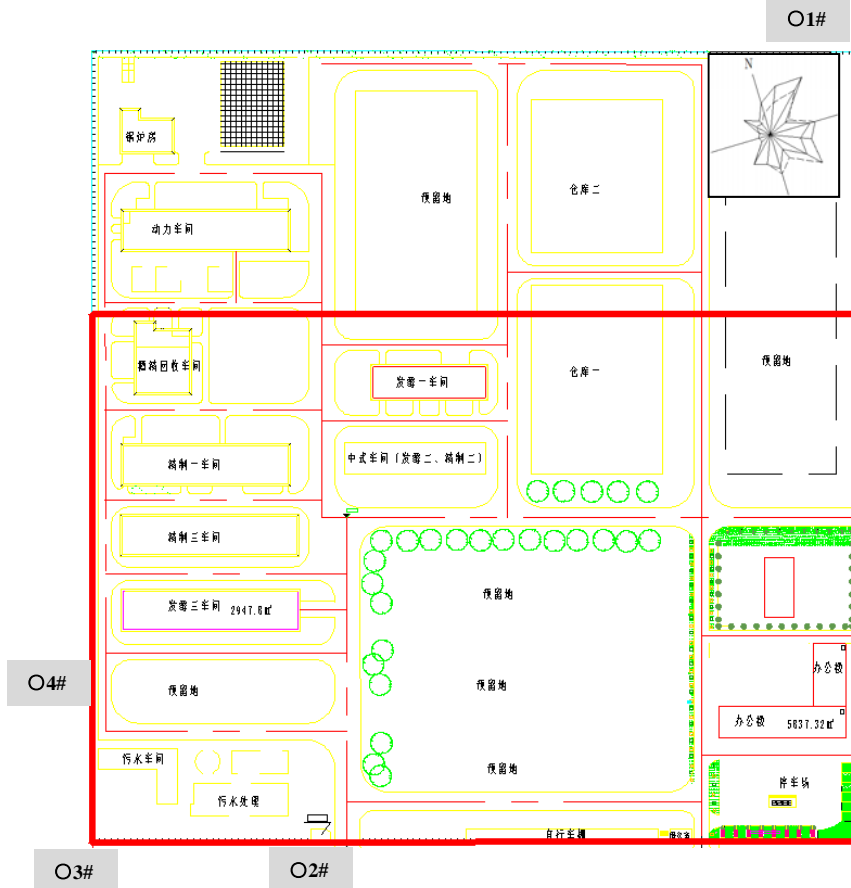 O1#
N
锅炉房
预留地
仓库二
动力车间
酒精回收车间
发酵一车间
仓库一
预留地
精制一车间
中试车间（发酵二、精制二）
精制三车间
发酵三车间 2947.8㎡
预留地
预留地
预留地
预留地
办公楼
办公楼 5037.32㎡
O4#
污水车间
污水处理
停车场
自行车棚
O3#
O2#